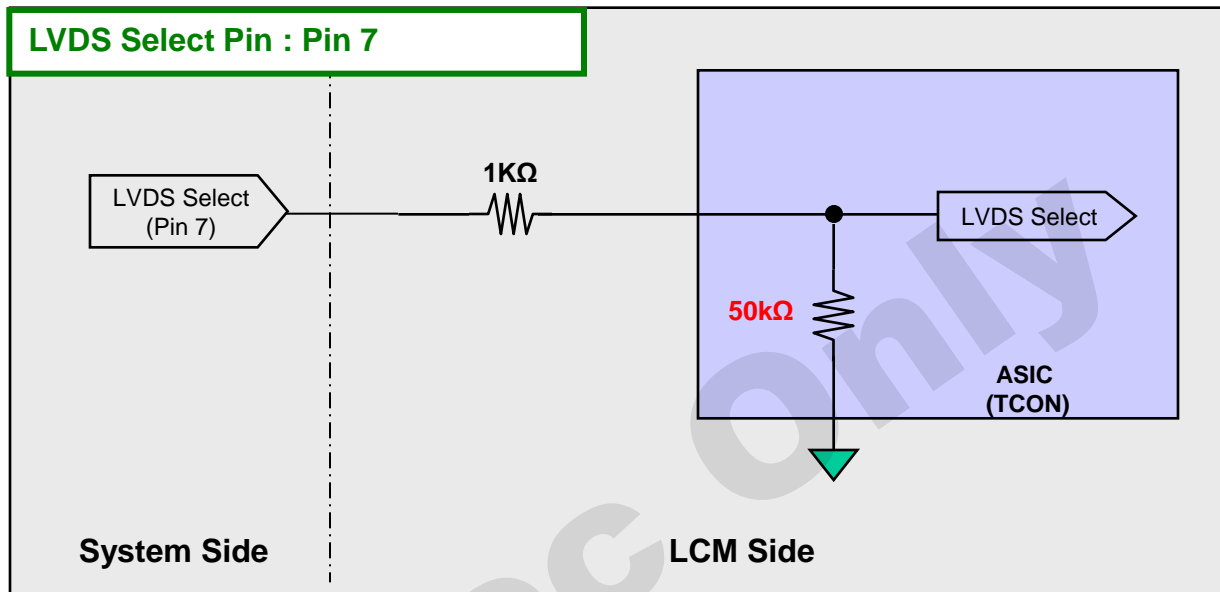 LVDS Select Pin : Pin 7
1KΩ
LVDS Select
(Pin 7)
LVDS Select
50kΩ
ASIC
(TCON)
System Side
LCM Side
Only